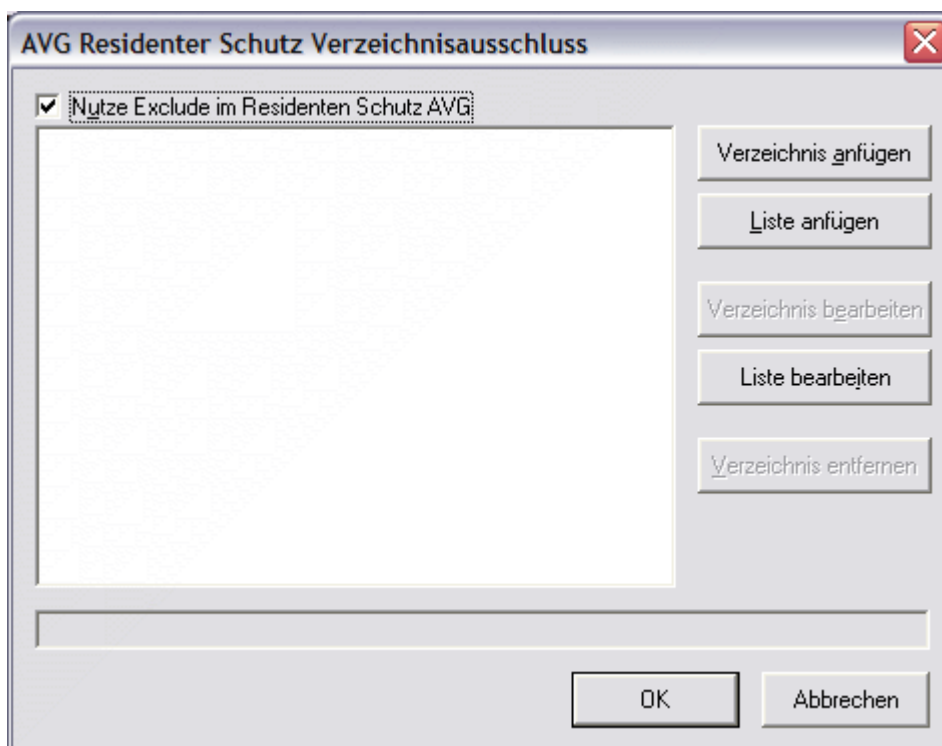 AVG Residenter Schutz Verzeichnisausschluss
Nutze Exclude im Residenten Schutz AVG
Verzeichnis anfügen
Liste anfügen
Verzeichnis bearbeiten
Liste bearbeiten
Verzeichnis entfernen
OK
Abbrechen